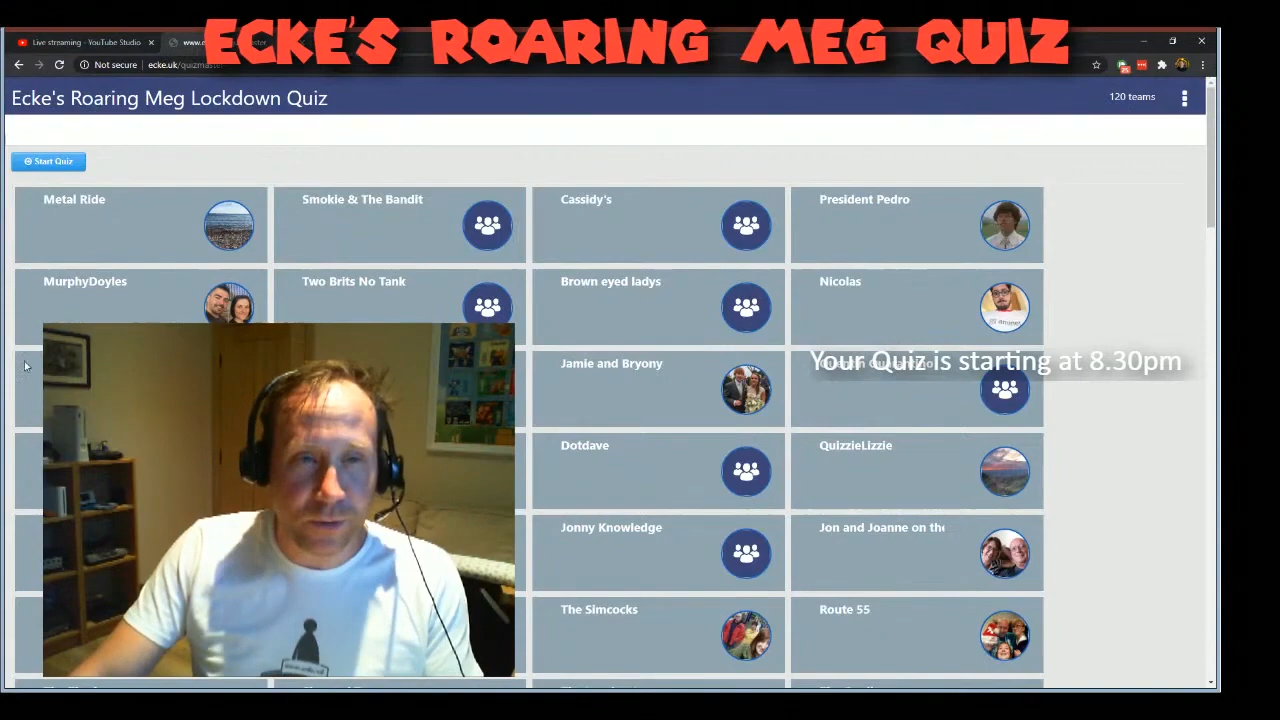 ECKE'S ROARING MEG QUIZ
Live streaming - YouTube Studio
Not secure
ecke.uk/quizmaster
Ecke's Roaring Meg Lockdown Quiz
120 teams
Start Quiz
Metal Ride
Smokie & The Bandit
Cassidy's
President Pedro
MurphyDoyles
Two Brits No Tank
Brown eyed ladys
Nicolas
Jamie and Bryony
Your Quiz is starting at 8.30pm
Dotdave
QuizzieLizzie
Jonny Knowledge
Jon and Joanne on the
The Simcocks
Route 55